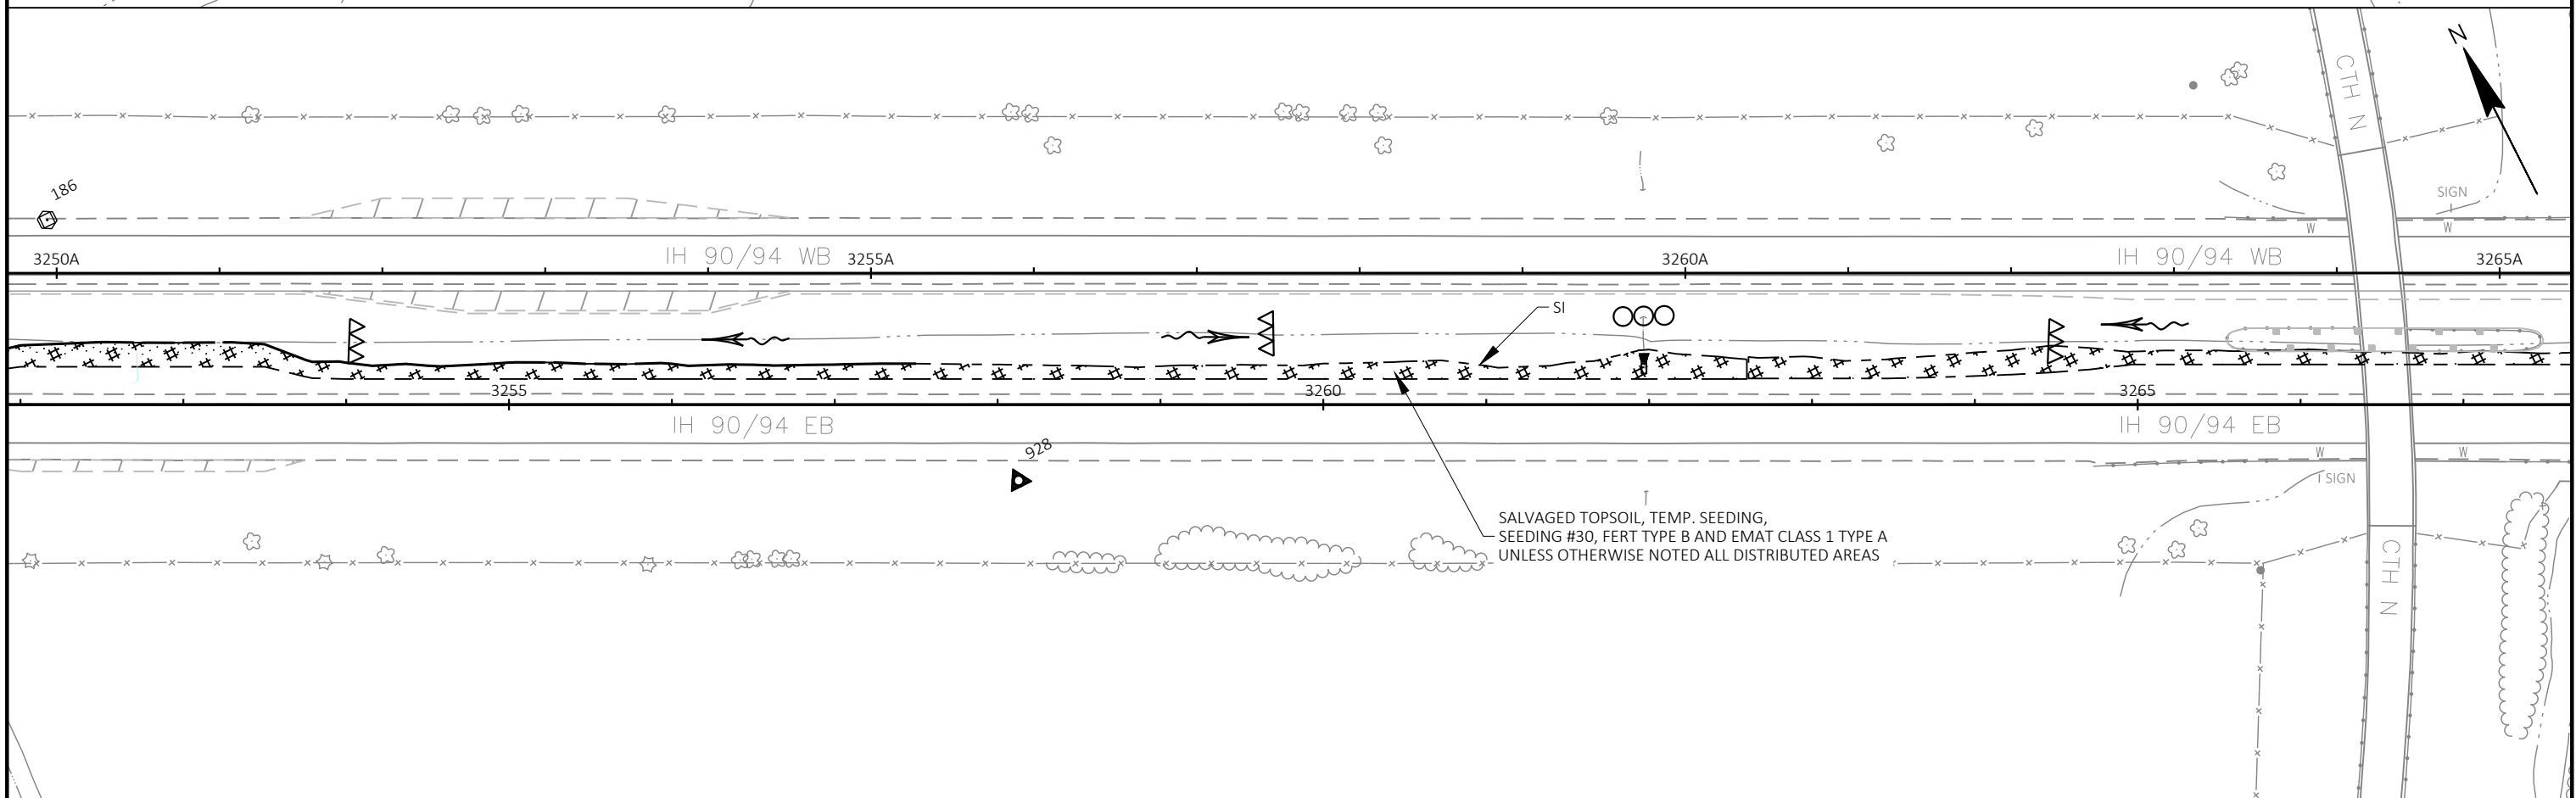 N
CTH N
186
SIGN
W
W
IH 90/94 WB
IH 90/94 WB
3250A
3255A
3260A
3265A
SI
3255
3260
3265
IH 90/94 EB
IH 90/94 EB
928
W
W
SIGN
SALVAGED TOPSOIL, TEMP. SEEDING,
SEEDING #30, FERT TYPE B AND EMAT CLASS 1 TYPE A
UNLESS OTHERWISE NOTED ALL DISTRIBUTED AREAS
CTH N